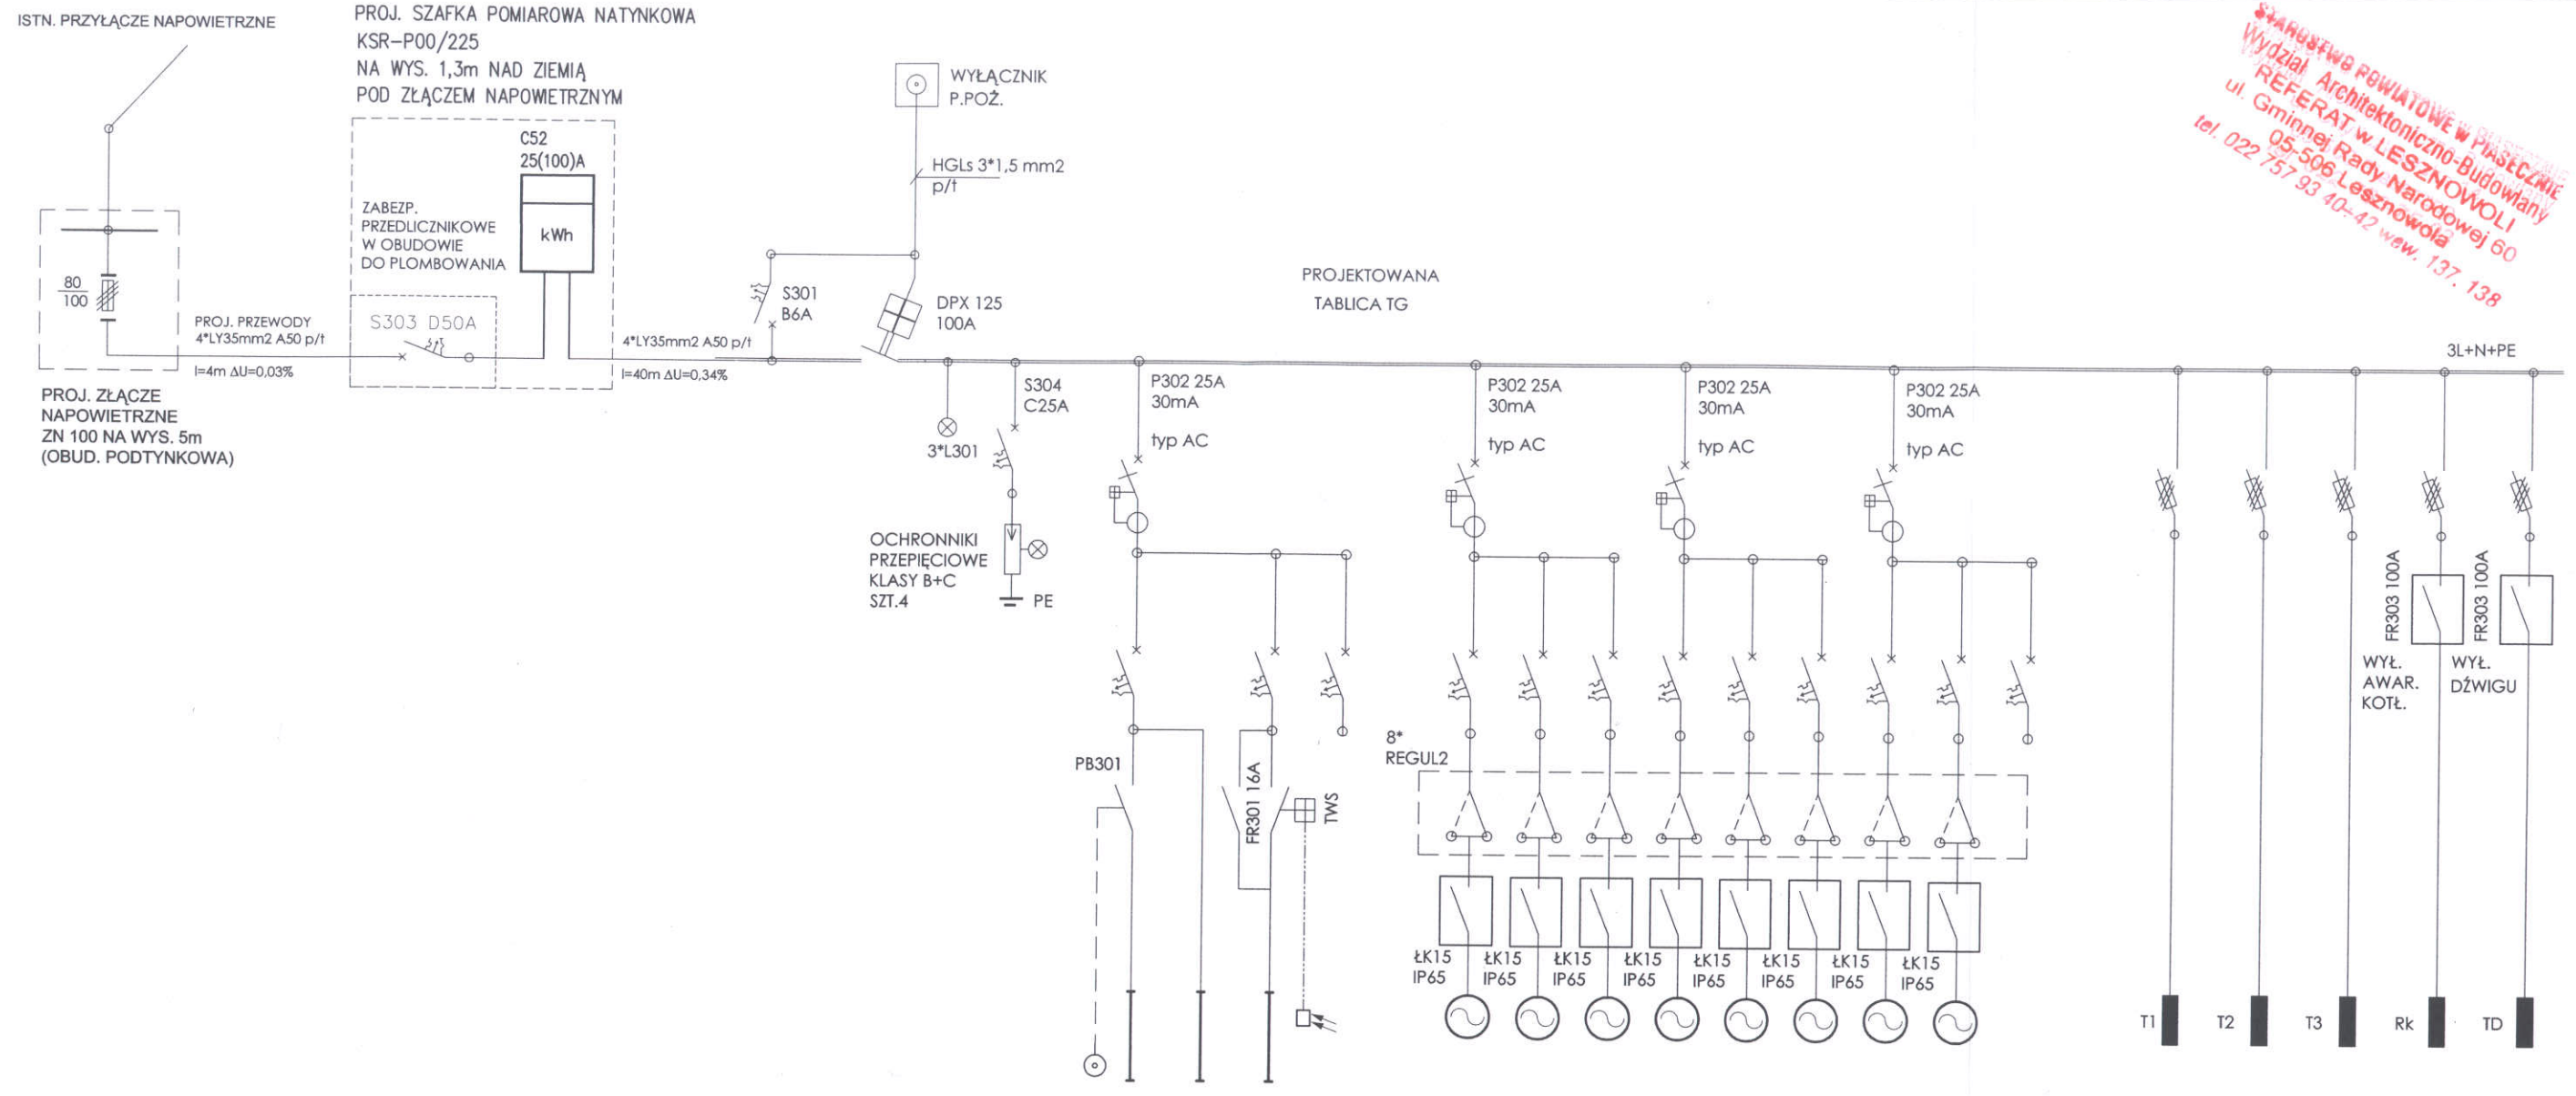 ISTN. PRZYŁĄCZE NAPOWIETRZNE
PROJ. SZAFKA POMIAROWA NATYNKOWA
KSR-P00/225
NA WYS. 1,3m NAD ZIEMIĄ
POD ZŁĄCZEM NAPOWIETRZNYM
C52
25(100)A
kWh
ZABEZP.
PRZEDLICZNIKOWE
W OBUDOWIE
DO PLOMBOWANIA
S303 D50A
80
100
PROJ. PRZEWODY
4*LY35mm2 A50 p/t
l=4m ΔU=0,03%
PROJ. ZŁĄCZE
NAPOWIETRZNE
ZN 100 NA WYS. 5m
(OBUD. PODTYNKOWA)
4*LY35mm2 A50 p/t
l=40m ΔU=0,34%
WYŁĄCZNIK
P.POŻ.
HGLs 3*1,5 mm2
p/t
S301
B6A
DPX 125
100A
PROJEKTOWANA
TABLICA TG
STAROSTWO POWIATOWE W PIASECZNIE
Wydział Architektoniczno-Budowlany
REFERAT w LESZNOWOLI
ul. Gminnej Rady Narodowej 60
05-506 Lesznowola
tel. 022 757 93 40÷42 wew. 137, 138
3L+N+PE
3*L301
S304
C25A
OCHRONNIKI
PRZEPIĘCIOWE
KLASY B+C
SZT.4
PE
P302 25A
30mA
typ AC
P302 25A
30mA
typ AC
P302 25A
30mA
typ AC
P302 25A
30mA
typ AC
PB301
FR301 16A
TWS
8*
REGUL2
ŁK15
IP65
ŁK15
IP65
ŁK15
IP65
ŁK15
IP65
ŁK15
IP65
ŁK15
IP65
ŁK15
IP65
ŁK15
IP65
FR303 100A
WYŁ.
AWAR.
KOTŁ.
FR303 100A
WYŁ.
DŹWIGU
T1
T2
T3
Rk
TD